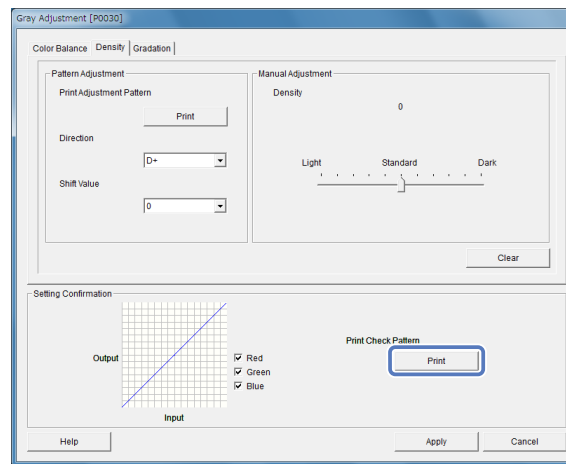 Gray Adjustment [P0030]
Color Balance Density Gradation
Pattern Adjustment
Print Adjustment Pattern
Print
Direction
D+
Shift Value
0
Manual Adjustment
Density
0
Light Standard Dark
Clear
Setting Confirmation
Output
Input
Red
Green
Blue
Print Check Pattern
Print
Help Apply Cancel